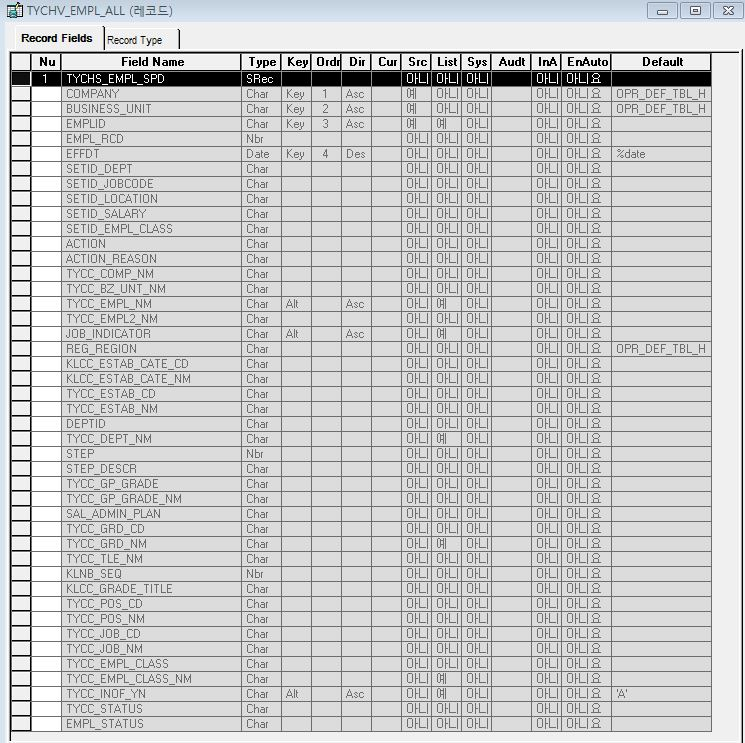 TYCHV_EMPL_ALL (레코드)
Record Fields Record Type
Nu Field Name Type Key Ordr Dir Cur Src List Sys Audt InA EnAuto Default
1 TYCHS_EMPL_SPD SRec 아니 아니 아니 아니 아니요
COMPANY Char Key 1 Asc 예 아니 아니 아니 아니요 OPR_DEF_TBL_H
BUSINESS_UNIT Char Key 2 Asc 예 아니 아니 아니 아니요 OPR_DEF_TBL_H
EMPLID Char Key 3 Asc 예 예 아니 아니 아니요
EMPL_RCD Nbr 아니 아니 아니 아니 아니요
EFFDT Date Key 4 Des 아니 아니 아니 아니 아니요 %date
SETID_DEPT Char 아니 아니 아니 아니 아니요
SETID_JOBCODE Char 아니 아니 아니 아니 아니요
SETID_LOCATION Char 아니 아니 아니 아니 아니요
SETID_SALARY Char 아니 아니 아니 아니 아니요
SETID_EMPL_CLASS Char 아니 아니 아니 아니 아니요
ACTION Char 아니 아니 아니 아니 아니요
ACTION_REASON Char 아니 아니 아니 아니 아니요
TYCC_COMP_NM Char 아니 아니 아니 아니 아니요
TYCC_BZ_UNT_NM Char 아니 아니 아니 아니 아니요
TYCC_EMPL_NM Char Alt Asc 아니 예 아니 아니 아니요
TYCC_EMPL2_NM Char 아니 아니 아니 아니 아니요
JOB_INDICATOR Char Alt Asc 아니 예 아니 아니 아니요
REG_REGION Char 아니 아니 아니 아니 아니요 OPR_DEF_TBL_H
KLCC_ESTAB_CATE_CD Char 아니 아니 아니 아니 아니요
KLCC_ESTAB_CATE_NM Char 아니 아니 아니 아니 아니요
TYCC_ESTAB_CD Char 아니 아니 아니 아니 아니요
TYCC_ESTAB_NM Char 아니 아니 아니 아니 아니요
DEPTID Char 아니 아니 아니 아니 아니요
TYCC_DEPT_NM Char 아니 예 아니 아니 아니요
STEP Nbr 아니 아니 아니 아니 아니요
STEP_DESCR Char 아니 아니 아니 아니 아니요
TYCC_GP_GRADE Char 아니 아니 아니 아니 아니요
TYCC_GP_GRADE_NM Char 아니 아니 아니 아니 아니요
SAL_ADMIN_PLAN Char 아니 아니 아니 아니 아니요
TYCC_GRD_CD Char 아니 아니 아니 아니 아니요
TYCC_GRD_NM Char 아니 예 아니 아니 아니요
TYCC_TLE_NM Char 아니 아니 아니 아니 아니요
KLNB_SEQ Nbr 아니 아니 아니 아니 아니요
KLCC_GRADE_TITLE Char 아니 아니 아니 아니 아니요
TYCC_POS_CD Char 아니 아니 아니 아니 아니요
TYCC_POS_NM Char 아니 아니 아니 아니 아니요
TYCC_JOB_CD Char 아니 아니 아니 아니 아니요
TYCC_JOB_NM Char 아니 아니 아니 아니 아니요
TYCC_EMPL_CLASS Char 아니 아니 아니 아니 아니요
TYCC_EMPL_CLASS_NM Char 아니 예 아니 아니 아니요
TYCC_INOF_YN Char Alt Asc 아니 예 아니 아니 아니요 'A'
TYCC_STATUS Char 아니 아니 아니 아니 아니요
EMPL_STATUS Char 아니 아니 아니 아니 아니요